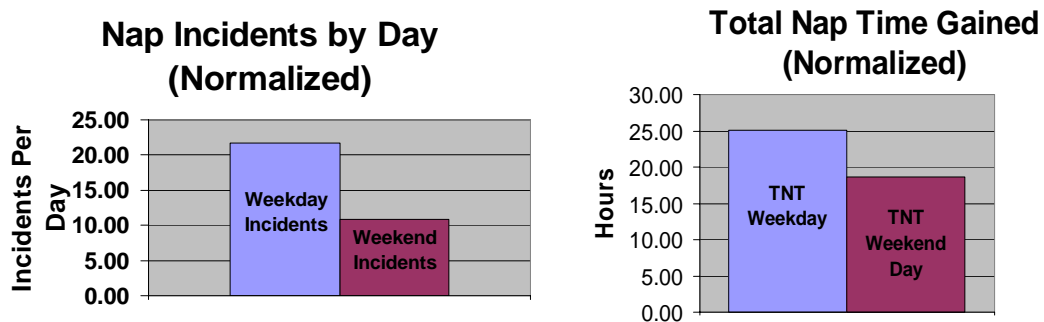 Nap Incidents by Day
(Normalized)
Incidents Per
Day
25.00
20.00
15.00
10.00
5.00
0.00
Weekday
Incidents
Weekend
Incidents
Total Nap Time Gained
(Normalized)
Hours
30.00
25.00
20.00
15.00
10.00
5.00
0.00
TNT
Weekday
TNT
Weekend
Day